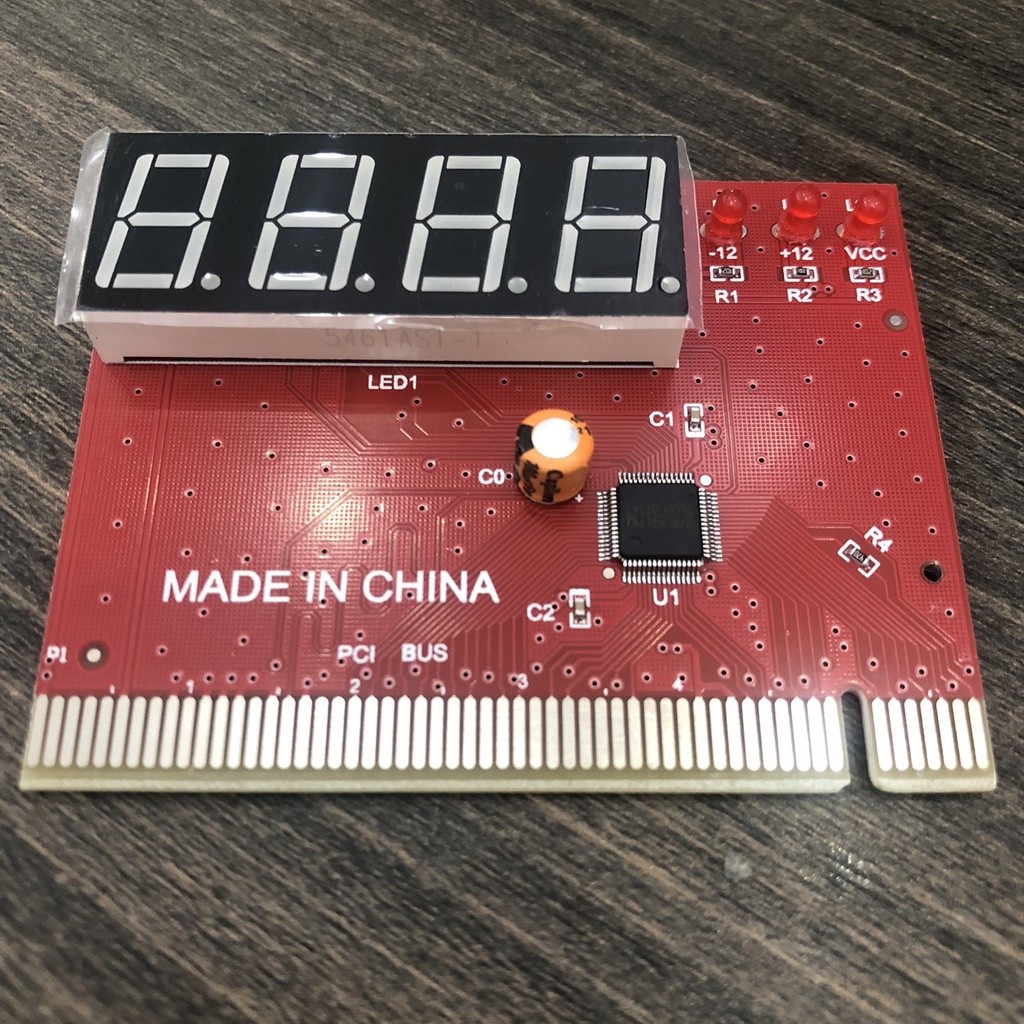 -12 +12 VCC
R1 R2 R3
5461AS1-1
LED1
C1
C0
+
R4
MADE IN CHINA
C2
U1
P1
PCI BUS
1 2 3 4